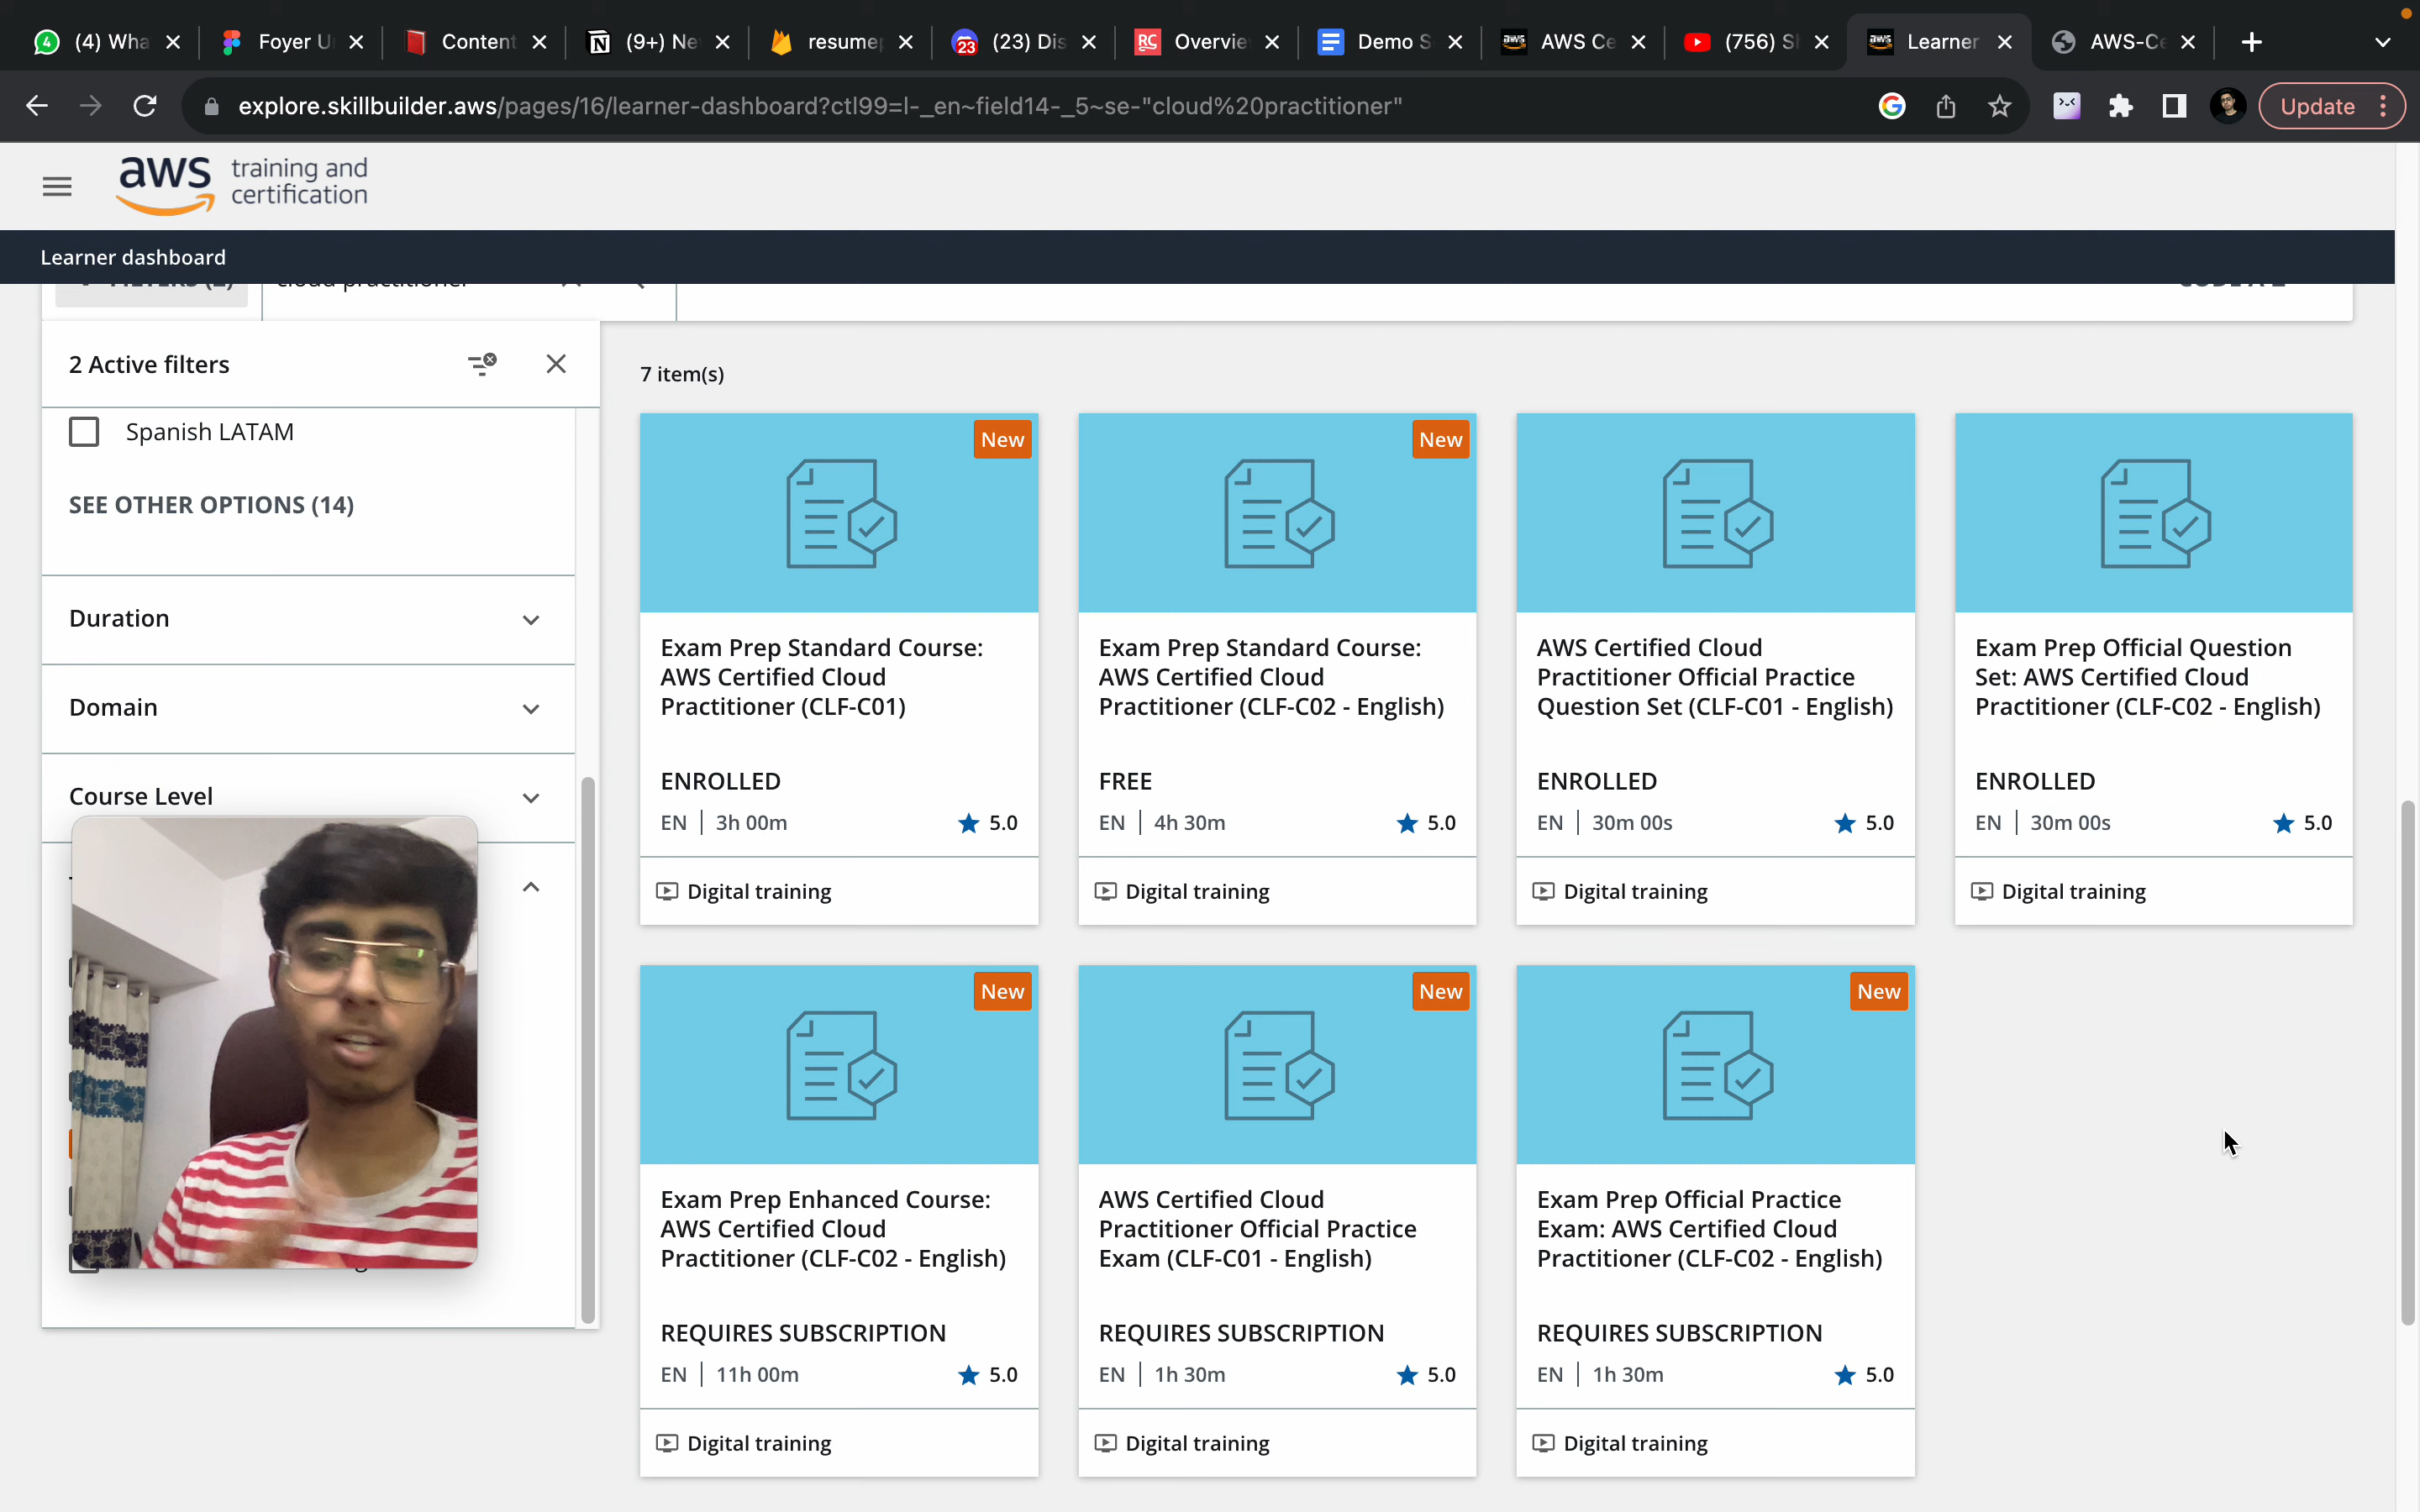 4
(4) Wha
Foyer U
Content
(9+) Ne
resume
23
(23) Dis
RC
Overvie
Demo S
aws
AWS Ce
(756) S
aws
Learner
AWS-Ce
explore.skillbuilder.aws/pages/16/learner-dashboard?ctl99=l-_en~field14-_5~se-"cloud%20practitioner"
Update
aws training and
certification
Learner dashboard
2 Active filters
Spanish LATAM
SEE OTHER OPTIONS (14)
Duration
Domain
Course Level
7 item(s)
New
Exam Prep Standard Course:
AWS Certified Cloud
Practitioner (CLF-C01)
ENROLLED
EN | 3h 00m
5.0
Digital training
New
Exam Prep Standard Course:
AWS Certified Cloud
Practitioner (CLF-C02 - English)
FREE
EN | 4h 30m
5.0
Digital training
AWS Certified Cloud
Practitioner Official Practice
Question Set (CLF-C01 - English)
ENROLLED
EN | 30m 00s
5.0
Digital training
Exam Prep Official Question
Set: AWS Certified Cloud
Practitioner (CLF-C02 - English)
ENROLLED
EN | 30m 00s
5.0
Digital training
New
Exam Prep Enhanced Course:
AWS Certified Cloud
Practitioner (CLF-C02 - English)
REQUIRES SUBSCRIPTION
EN | 11h 00m
5.0
Digital training
New
AWS Certified Cloud
Practitioner Official Practice
Exam (CLF-C01 - English)
REQUIRES SUBSCRIPTION
EN | 1h 30m
5.0
Digital training
New
Exam Prep Official Practice
Exam: AWS Certified Cloud
Practitioner (CLF-C02 - English)
REQUIRES SUBSCRIPTION
EN | 1h 30m
5.0
Digital training